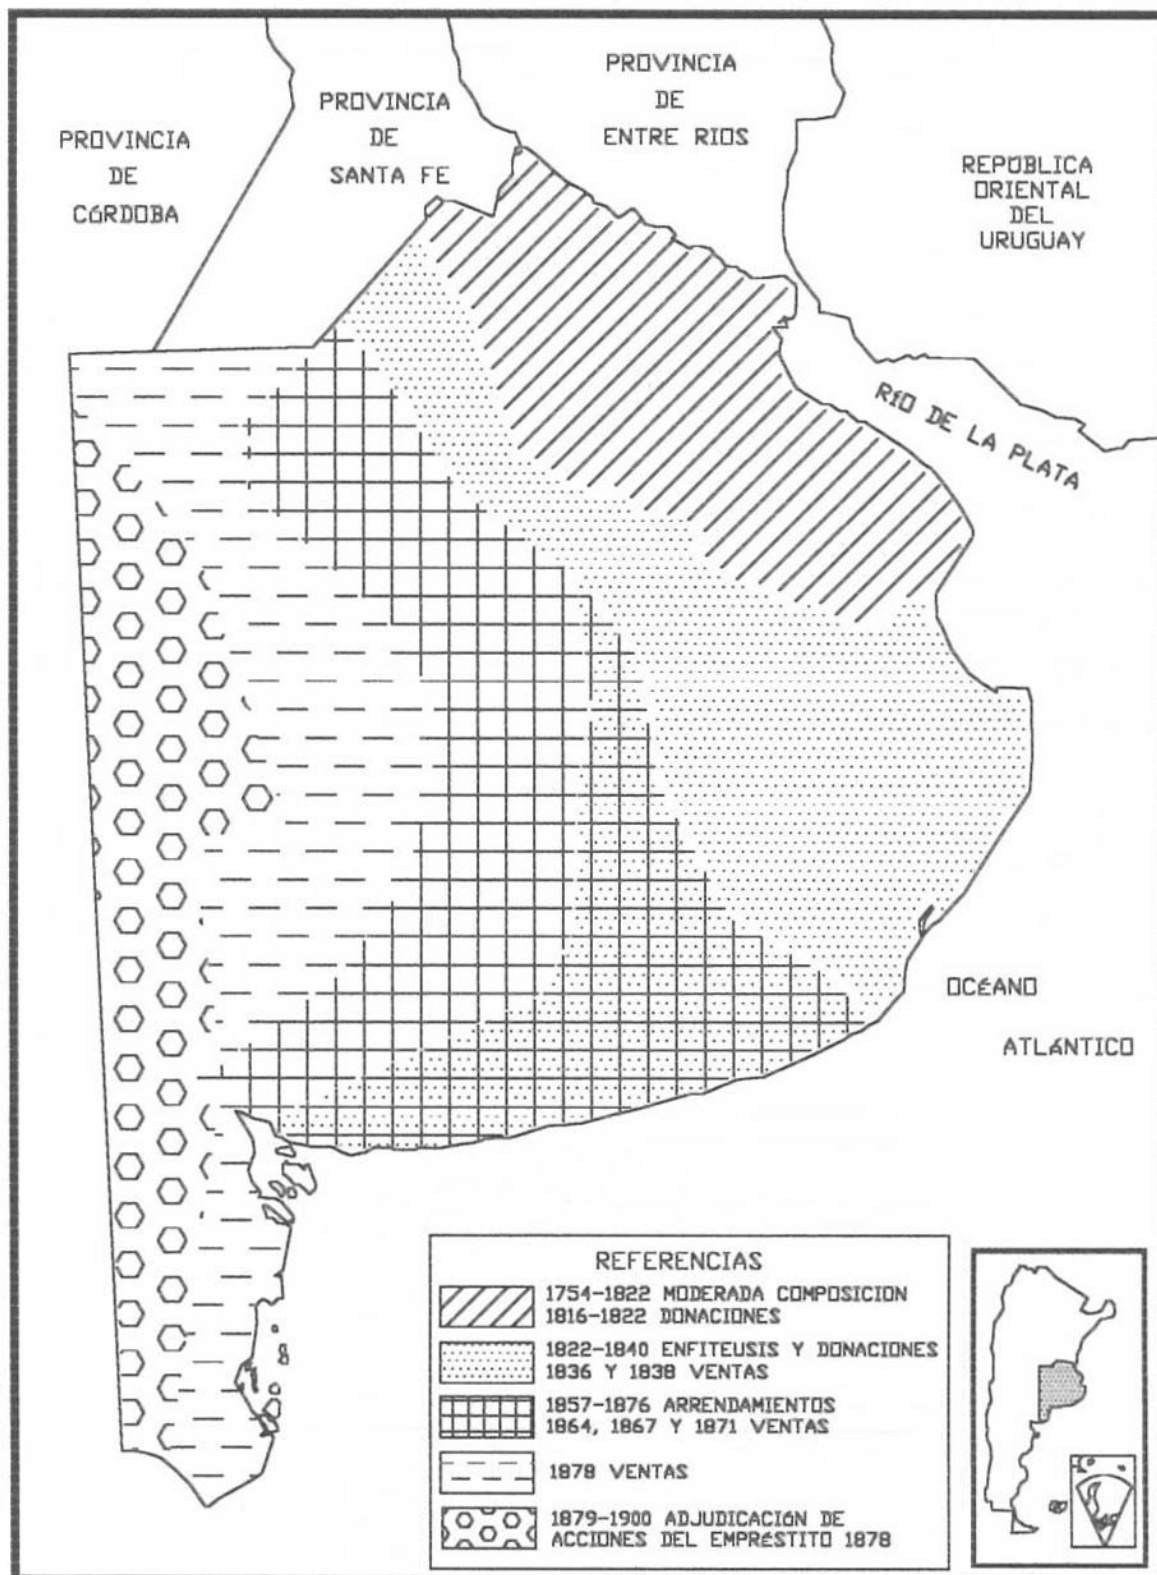 PROVINCIA
DE
CÓRDOBA
PROVINCIA
DE
SANTA FE
PROVINCIA
DE
ENTRE RIOS
REPÚBLICA
ORIENTAL
DEL
URUGUAY
RÍO DE LA PLATA
OCÉANO
ATLÁNTICO
REFERENCIAS
1754-1822 MODERADA COMPOSICION
1816-1822 DONACIONES
1822-1840 ENFITEUSIS Y DONACIONES
1836 Y 1838 VENTAS
1857-1876 ARRENDAMIENTOS
1864, 1867 Y 1871 VENTAS
1878 VENTAS
1879-1900 ADJUDICACIÓN DE
ACCIONES DEL EMPRÉSTITO 1878